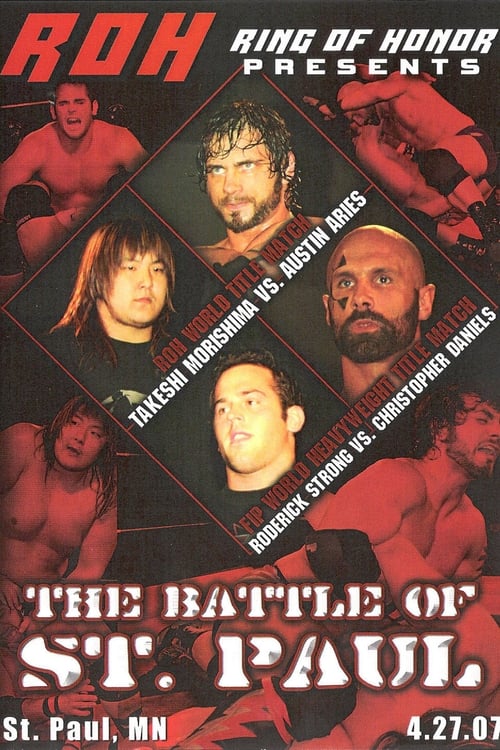 ROH
RING OF HONOR
PRESENTS
ROH WORLD TITLE MATCH
TAKESHI MORISHIMA VS. AUSTIN ARIES
FIP WORLD HEAVYWEIGHT TITLE MATCH
RODERICK STRONG VS. CHRISTOPHER DANIELS
THE BATTLE OF
ST. PAUL
St. Paul, MN
4.27.07